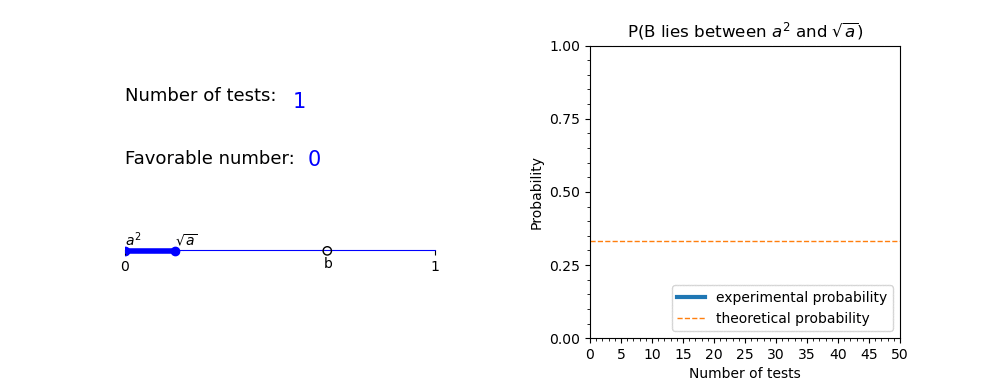 Number of tests: 1
Favorable number: 0
a² √a
b
0 1
P(B lies between a² and √a)
Probability
1.00
0.75
0.50
0.25
0.00
experimental probability
theoretical probability
0 5 10 15 20 25 30 35 40 45 50
Number of tests